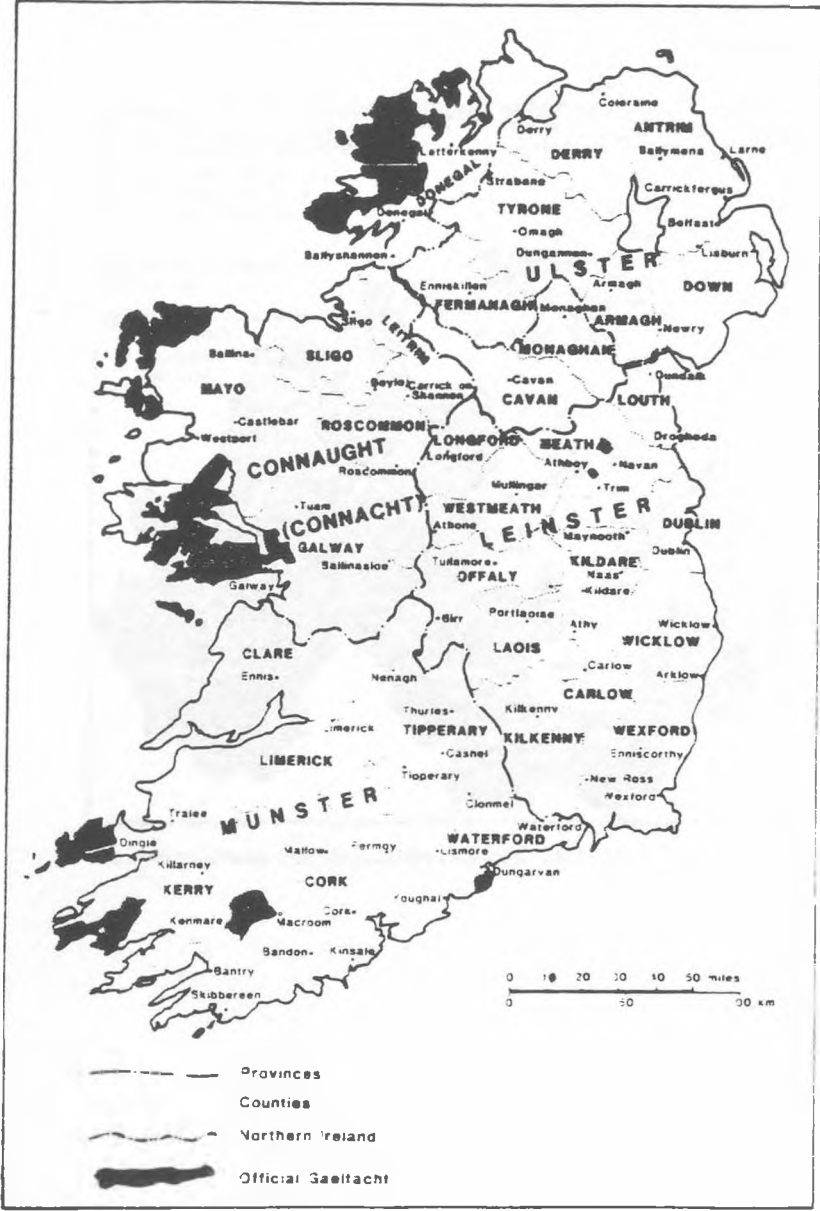 Coleraine
Derry
ANTRIM
DERRY
Ballymena
Larne
Letterkenny
DONEGAL
Strabane
Carrickfergus
TYRONE
Donegal
Omagh
Belfast
Ballyshannon
Dungannon
Lisburn
ULSTER
Enniskillen
Armagh
DOWN
FERMANAGH
Monaghan
ARMAGH
Newry
Sligo
LEITRIM
MONAGHAN
Ballina
SLIGO
Dundalk
MAYO
Boyle
Carrick on
Shannon
Cavan
CAVAN
LOUTH
Castlebar
ROSCOMMON
Westport
LONGFORD
MEATH
Drogheda
CONNAUGHT
Longford
Athboy
Navan
Roscommon
Mullingar
Trim
Tuam
WESTMEATH
LEINSTER
(CONNACHT)
Athlone
DUBLIN
Maynooth
GALWAY
Dublin
Ballinasloe
Tullamore
KILDARE
OFFALY
Naas
Galway
Kildare
Birr
Portlaoise
Athy
Wicklow
CLARE
LAOIS
WICKLOW
Ennis
Nenagh
Carlow
Arklow
CARLOW
Thurles
Kilkenny
Limerick
TIPPERARY
KILKENNY
WEXFORD
LIMERICK
Cashel
Enniscorthy
Tipperary
New Ross
MUNSTER
Clonmel
Wexford
Tralee
Waterford
Dingle
WATERFORD
Mallow
Fermoy
Lismore
Killarney
Dungarvan
KERRY
CORK
Youghal
Kenmare
Macroom
Cork
Bandon
Kinsale
Bantry
Skibbereen
0 10 20 30 40 50 miles
0 50 00 km
Provinces
Counties
Northern Ireland
Official Gaeltacht